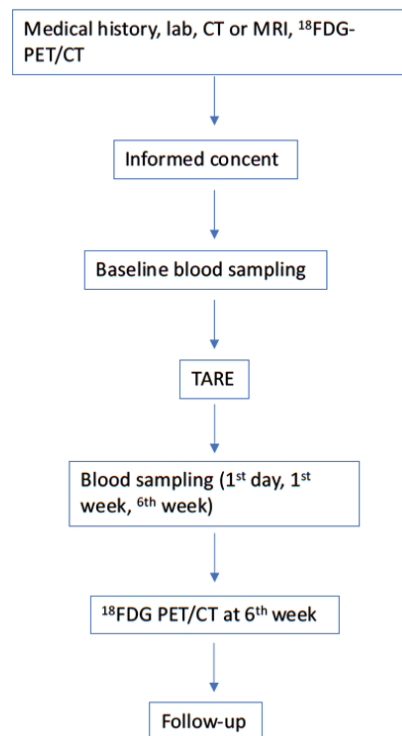 Medical history, lab, CT or MRI, ¹⁸FDG-
PET/CT
Informed concent
Baseline blood sampling
TARE
Blood sampling (1ˢᵗ day, 1ˢᵗ
week, ⁶ᵗʰ week)
¹⁸FDG PET/CT at 6ᵗʰ week
Follow-up